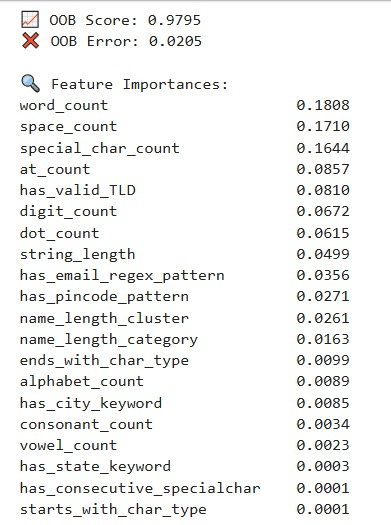 📈 OOB Score: 0.9795
❌ OOB Error: 0.0205
🔍 Feature Importances:
word_count 0.1808
space_count 0.1710
special_char_count 0.1644
at_count 0.0857
has_valid_TLD 0.0810
digit_count 0.0672
dot_count 0.0615
string_length 0.0499
has_email_regex_pattern 0.0356
has_pincode_pattern 0.0271
name_length_cluster 0.0261
name_length_category 0.0163
ends_with_char_type 0.0099
alphabet_count 0.0089
has_city_keyword 0.0085
consonant_count 0.0034
vowel_count 0.0023
has_state_keyword 0.0003
has_consecutive_specialchar 0.0001
starts_with_char_type 0.0001